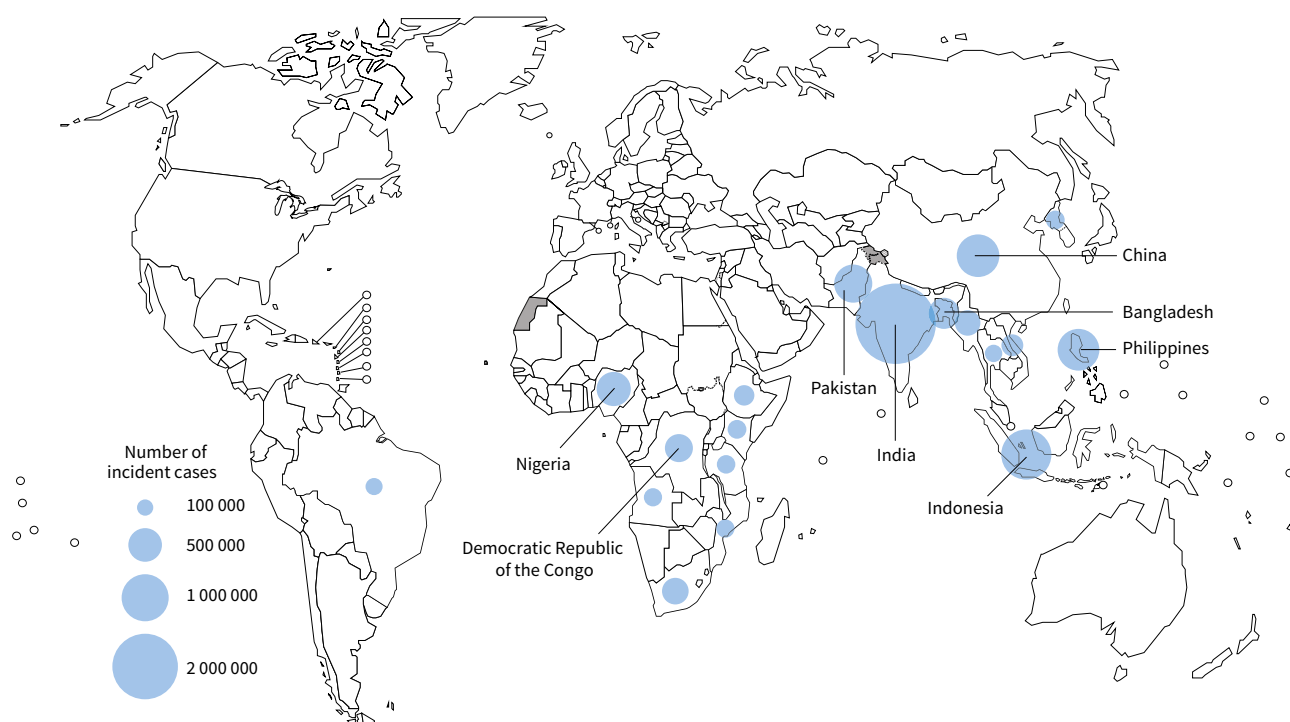 China
Bangladesh
Philippines
Pakistan
Number of
incident cases
India
Nigeria
100 000
Indonesia
500 000
Democratic Republic
of the Congo
1 000 000
2 000 000